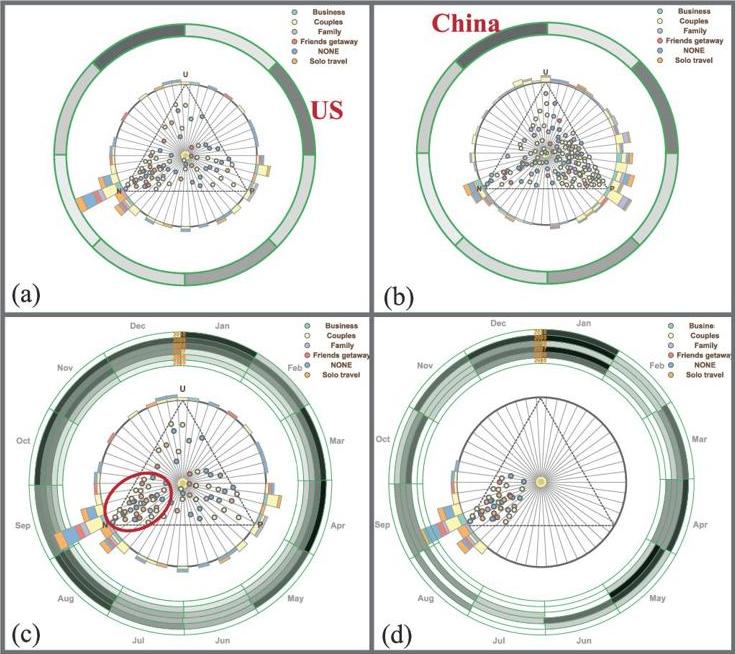 Business
Couples
Family
Friends getaway
NONE
Solo travel
U
N
P
US
(a)
China
Business
Couples
Family
Friends getaway
NONE
Solo travel
U
N
P
(b)
Dec
Jan
Nov
Feb
Oct
Mar
Sep
Apr
Aug
May
Jul
Jun
Business
Couples
Family
Friends getaway
NONE
Solo travel
U
N
P
(c)
Dec
Jan
Nov
Feb
Oct
Mar
Sep
Apr
Aug
May
Jul
Jun
Busine
Couples
Family
Friends getaway
NONE
Solo travel
(d)